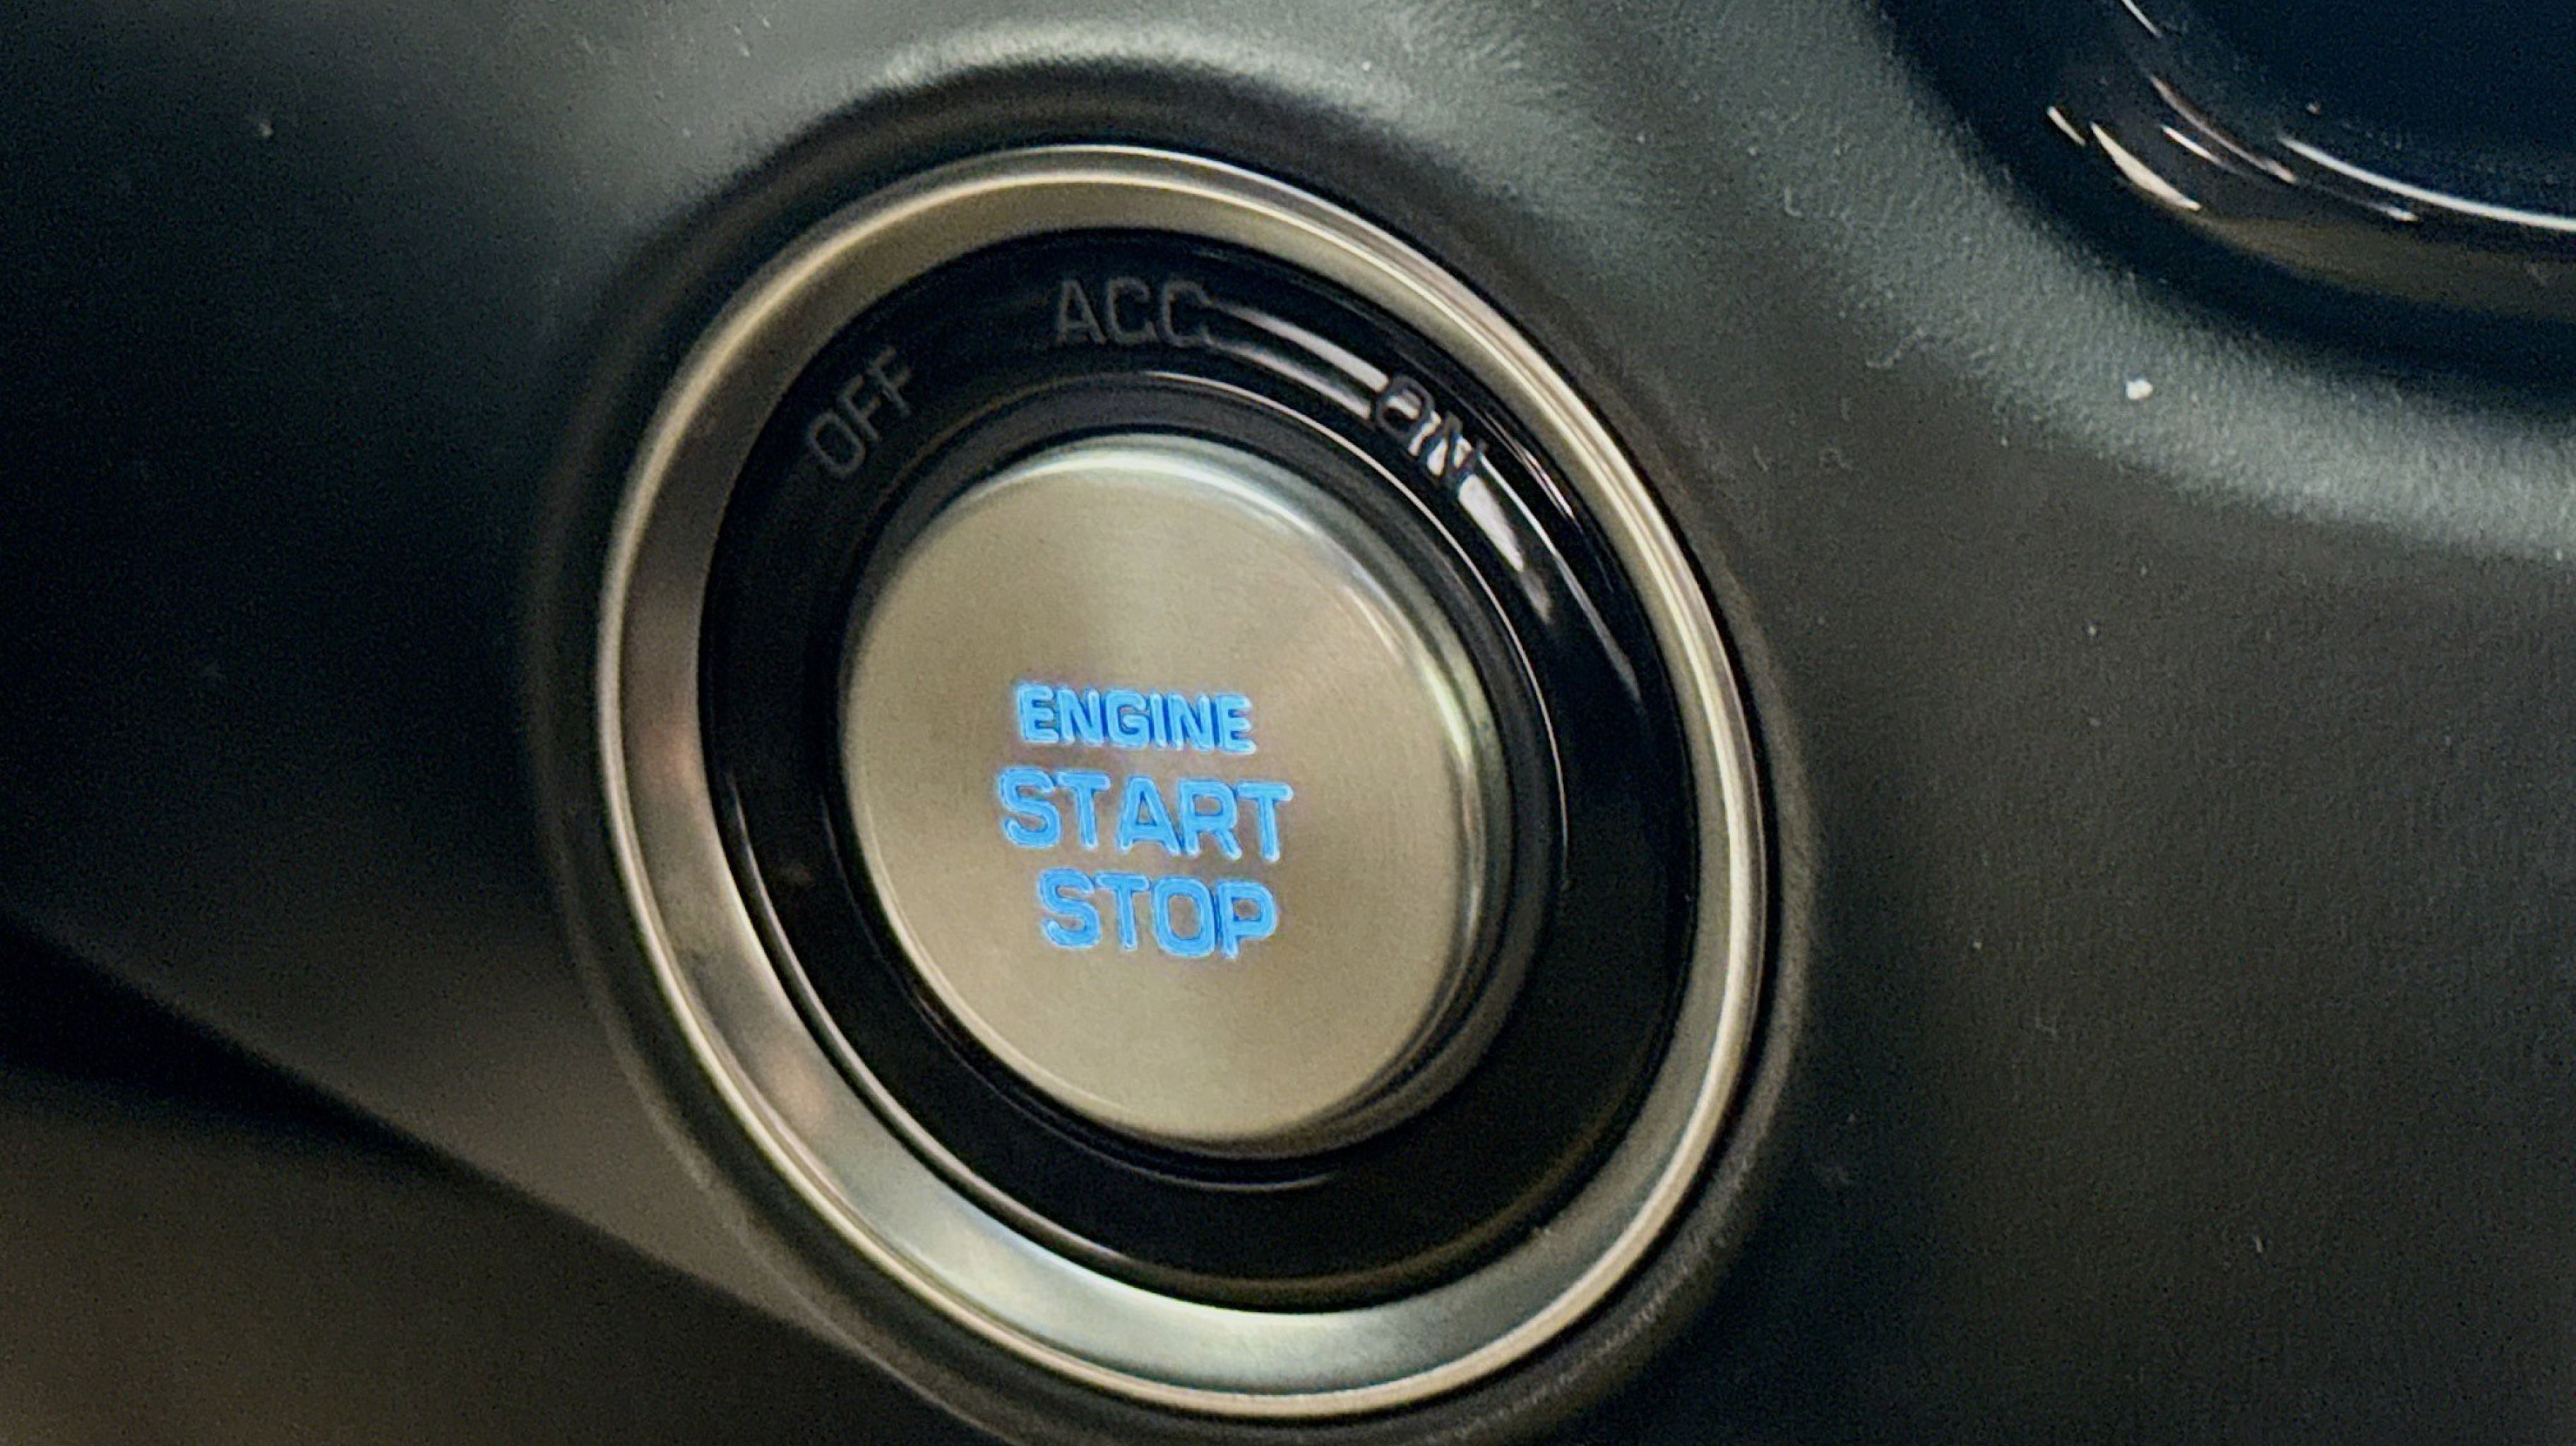 OFF
ACC
ON
ENGINE
START
STOP